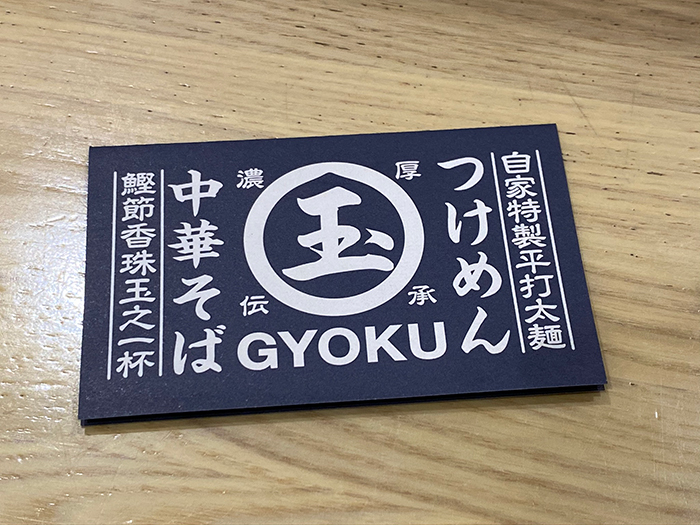 自家特製平打太麺
つけめん
濃厚
玉
伝承
GYOKU
中華そば
鰹節香珠玉之一杯